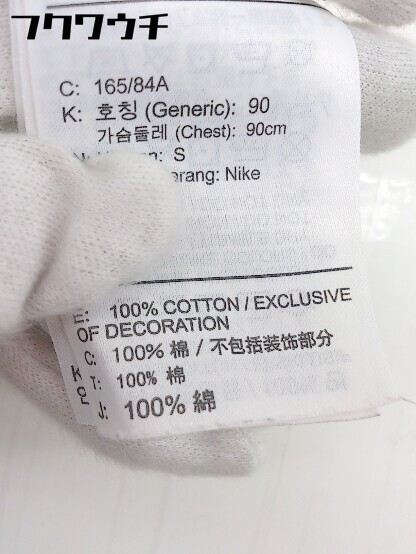 フクワウチ
C: 165/84A
K: 호칭 (Generic): 90
가슴둘레 (Chest): 90cm
S
erang: Nike
E: 100% COTTON / EXCLUSIVE
OF DECORATION
C: 100% 棉 / 不包括装饰部分
T: 100% 棉
J: 100% 綿